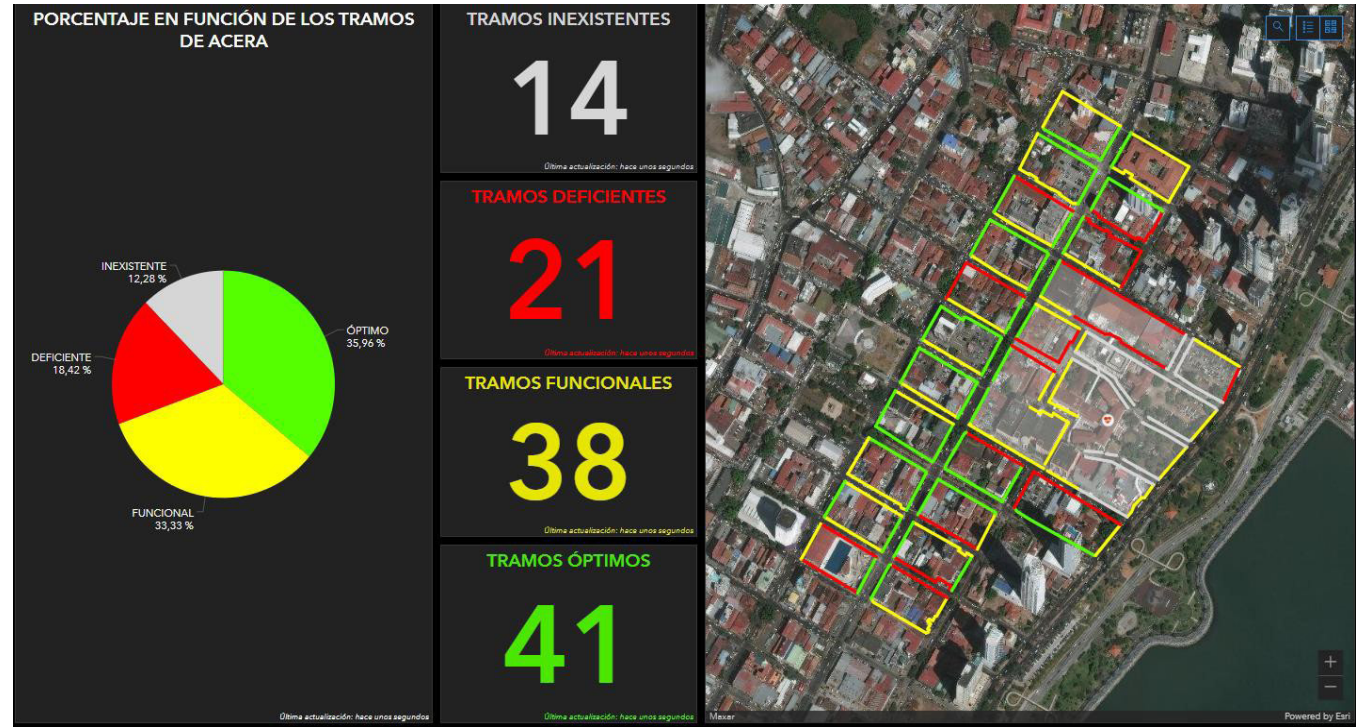 PORCENTAJE EN FUNCIÓN DE LOS TRAMOS
DE ACERA
INEXISTENTE
12,28 %
ÓPTIMO
35,96 %
DEFICIENTE
18,42 %
FUNCIONAL
33,33 %
Última actualización: hace unos segundos
TRAMOS INEXISTENTES
14
Última actualización: hace unos segundos
TRAMOS DEFICIENTES
21
Última actualización: hace unos segundos
TRAMOS FUNCIONALES
38
Última actualización: hace unos segundos
TRAMOS ÓPTIMOS
41
Última actualización: hace unos segundos
Maxar
Powered by Esri